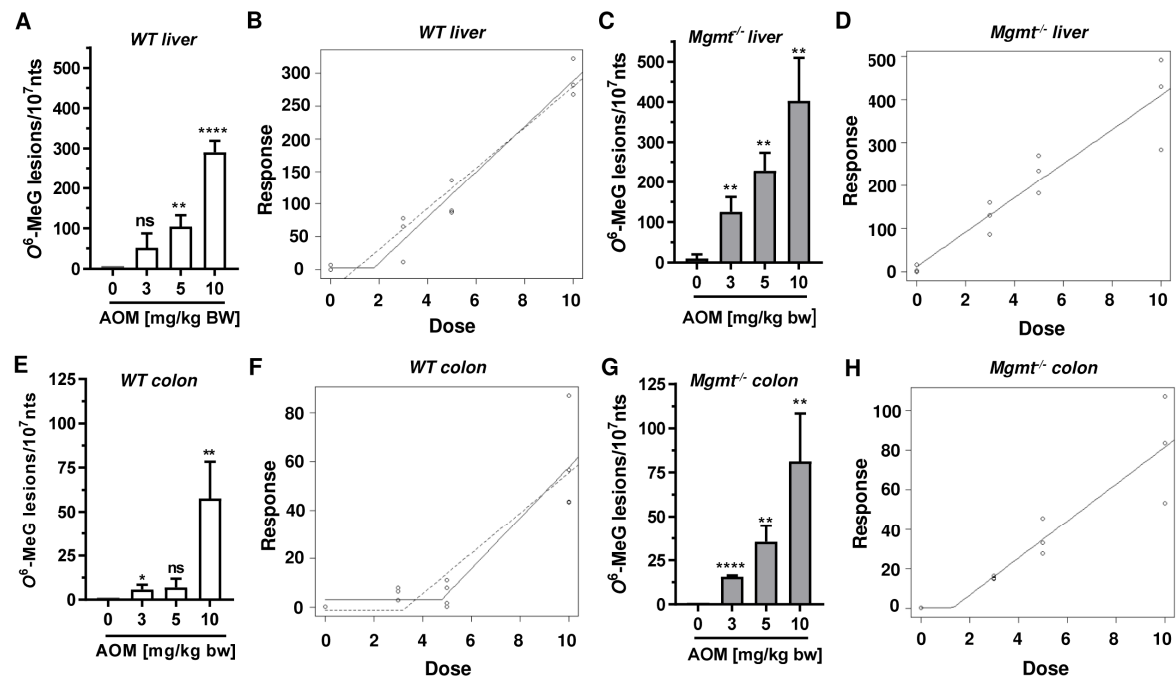 A
WT liver
O⁶-MeG lesions/10⁷nts
500
400
300
200
100
0
ns
**
****
0 3 5 10
AOM [mg/kg BW]
B
WT liver
Response
300
200
150
100
50
0
0 2 4 6 8 10
Dose
C
Mgmt⁻/⁻ liver
O⁶-MeG lesions/10⁷nts
500
400
300
200
100
0
**
**
**
0 3 5 10
AOM [mg/kg bw]
D
Mgmt⁻/⁻ liver
Response
500
400
300
200
100
0
0 2 4 6 8 10
Dose
E
WT colon
O⁶-MeG lesions/10⁷nts
125
100
75
50
25
0
*
ns
**
0 3 5 10
AOM [mg/kg bw]
F
WT colon
Response
80
60
40
20
0
0 2 4 6 8 10
Dose
G
Mgmt⁻/⁻ colon
O⁶-MeG lesions/10⁷nts
125
100
75
50
25
0
****
**
**
0 3 5 10
AOM [mg/kg bw]
H
Mgmt⁻/⁻ colon
Response
100
80
60
40
20
0
0 2 4 6 8 10
Dose